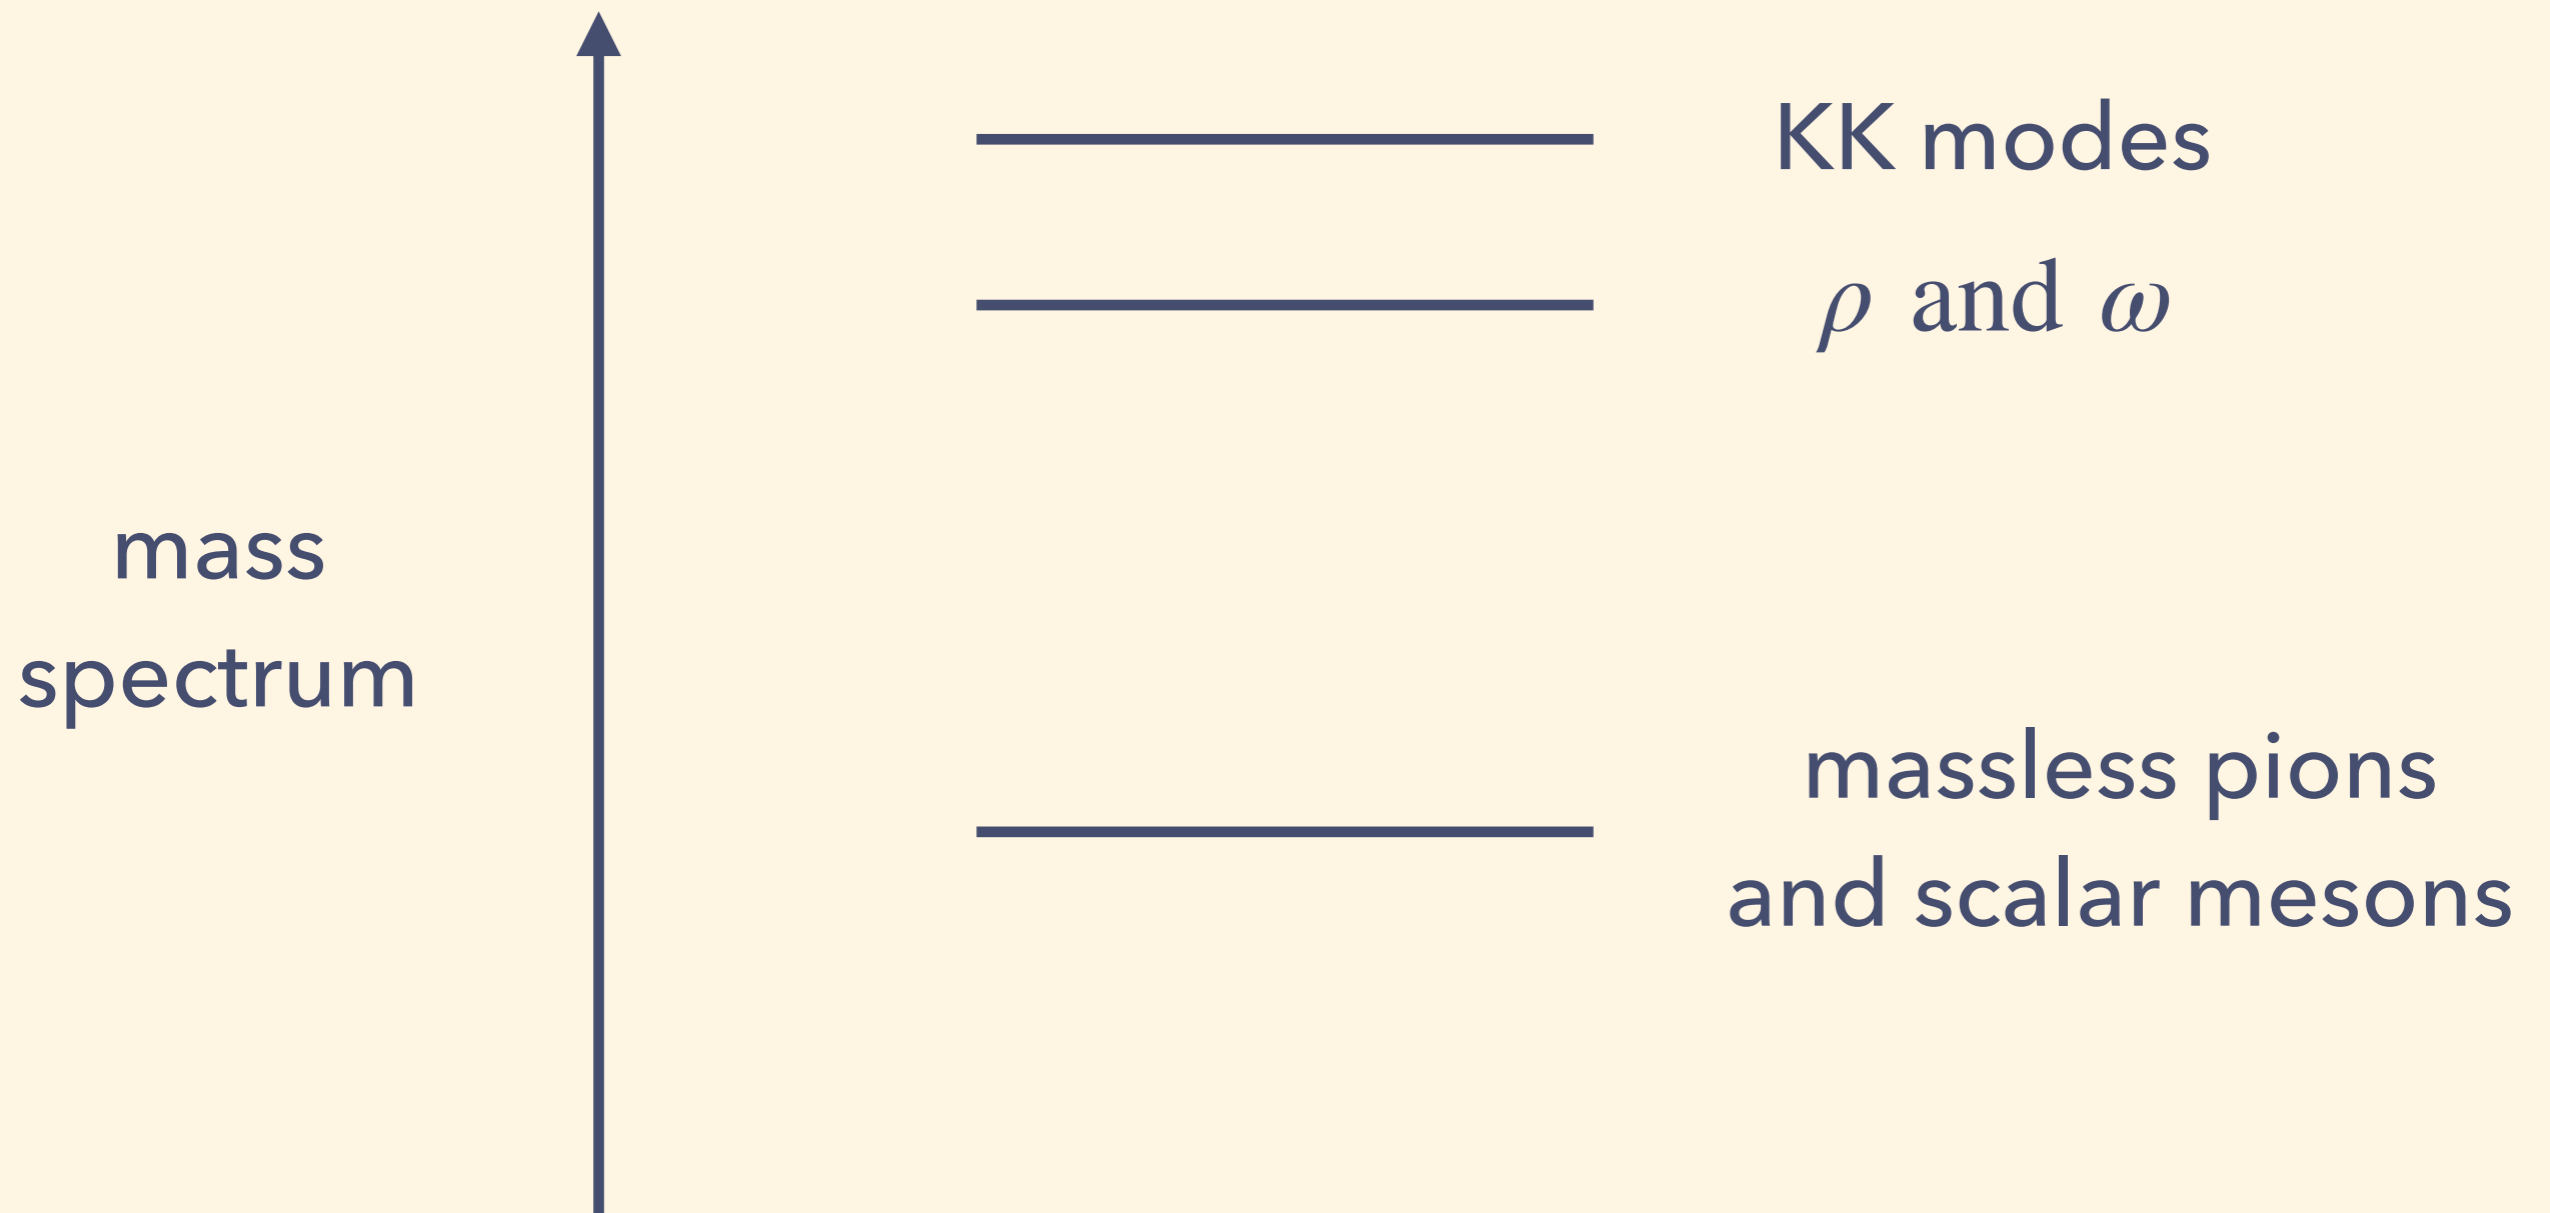 KK modes
ρ and ω
mass
spectrum
massless pions
and scalar mesons